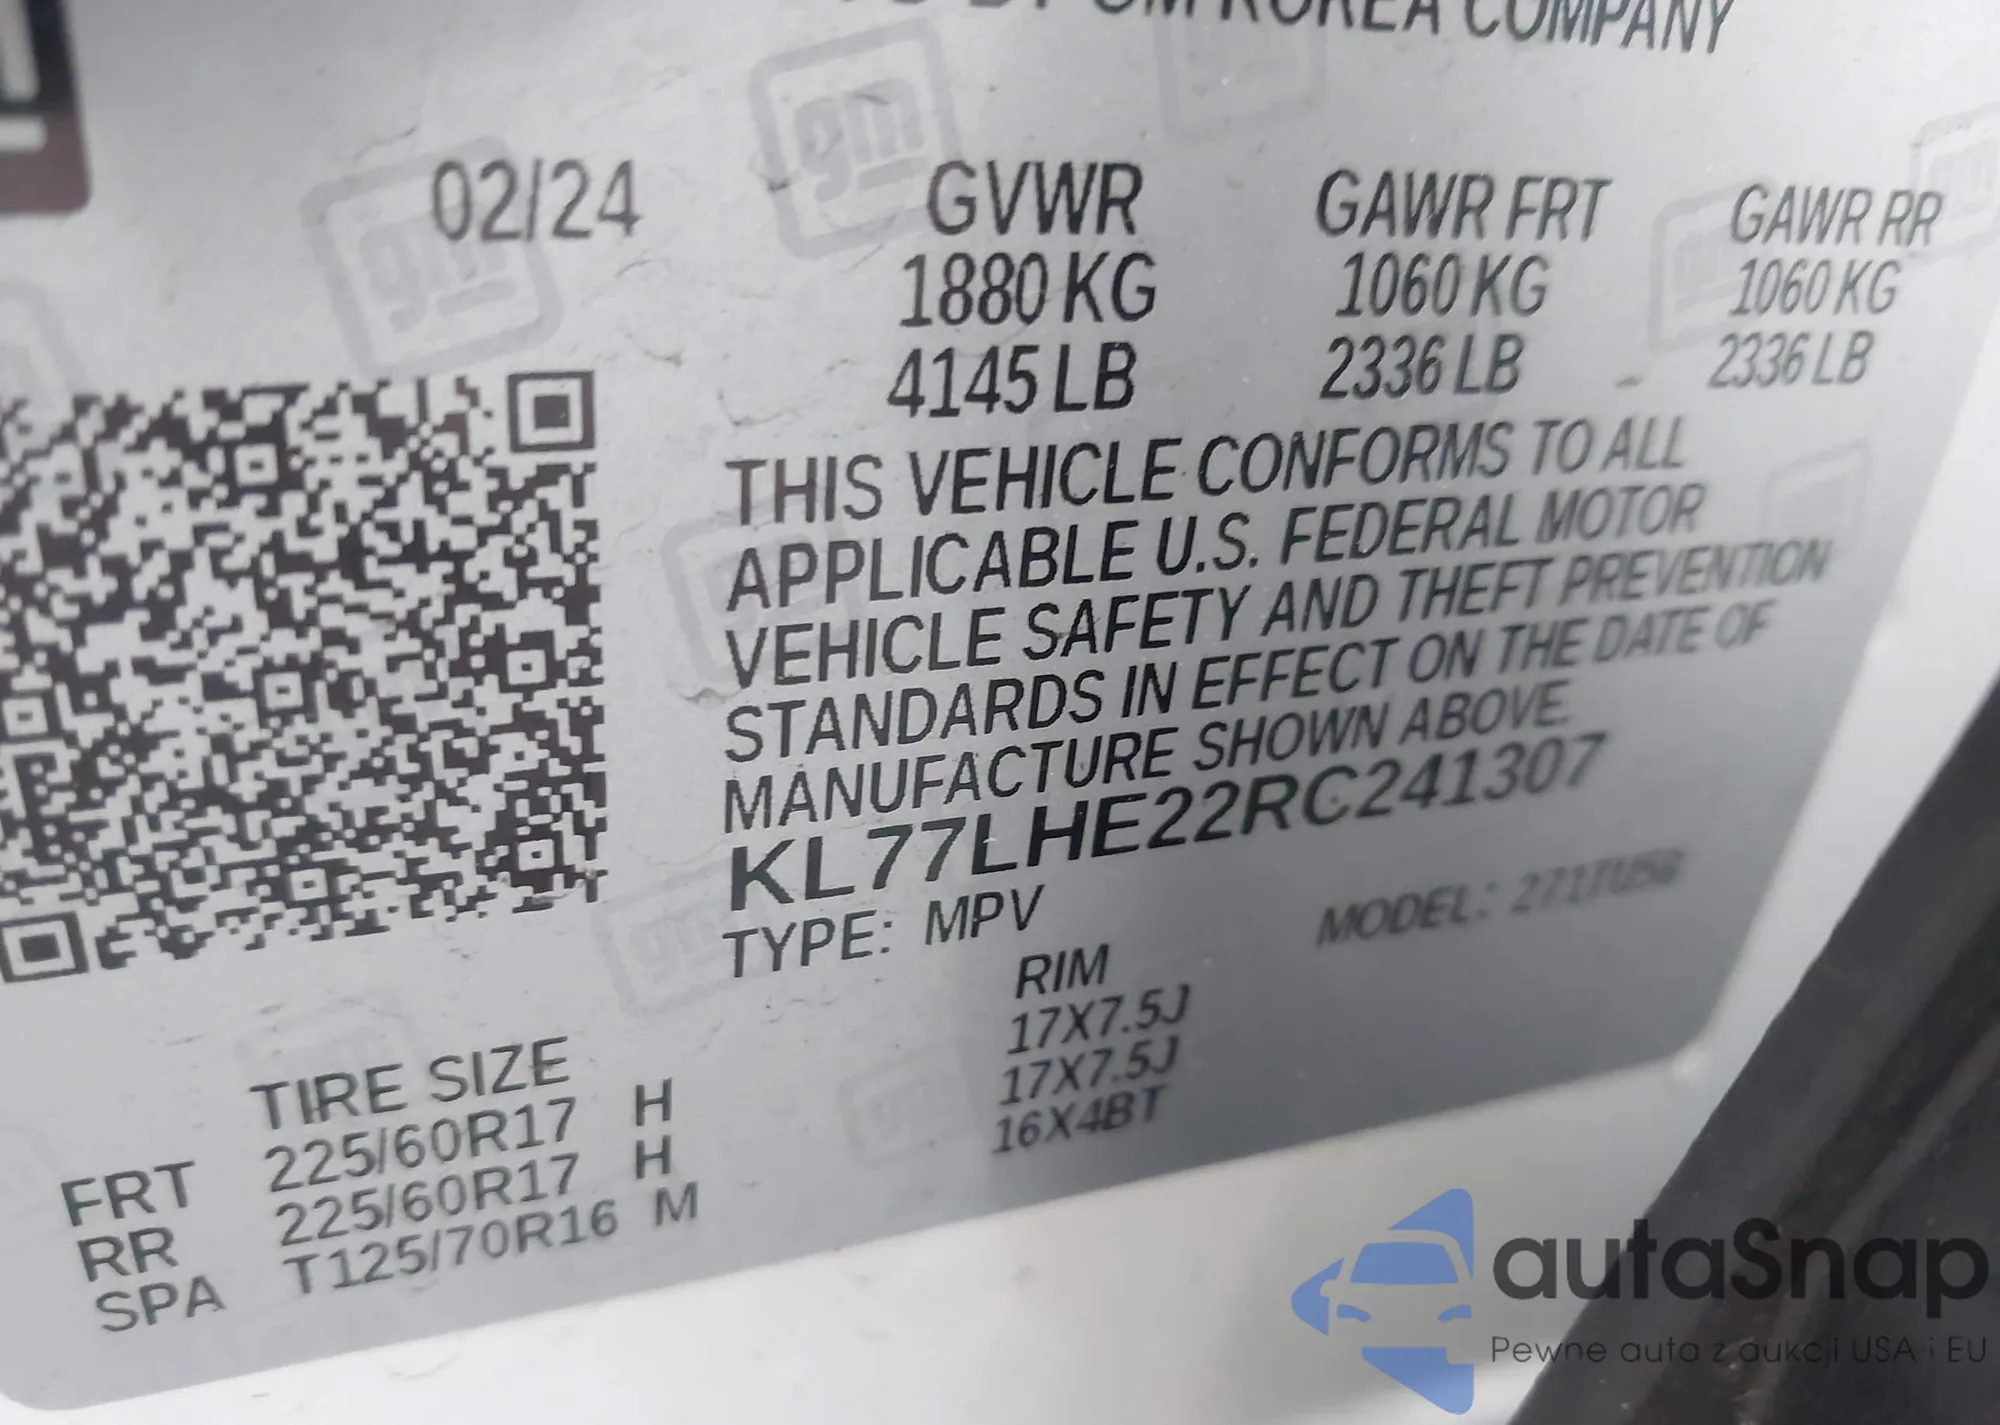 GM KOREA COMPANY
02/24 GVWR GAWR FRT GAWR RR
1880 KG 1060 KG 1060 KG
4145 LB 2336 LB 2336 LB
THIS VEHICLE CONFORMS TO ALL
APPLICABLE U.S. FEDERAL MOTOR
VEHICLE SAFETY AND THEFT PREVENTION
STANDARDS IN EFFECT ON THE DATE OF
MANUFACTURE SHOWN ABOVE.
KL77LHE22RC241307
TYPE: MPV MODEL:
TIRE SIZE RIM
FRT 225/60R17 H 17X7.5J
RR 225/60R17 H 17X7.5J
SPA T125/70R16 M 16X4BT
gm
gm
autaSnap
Pewne auta z aukcji USA i EU